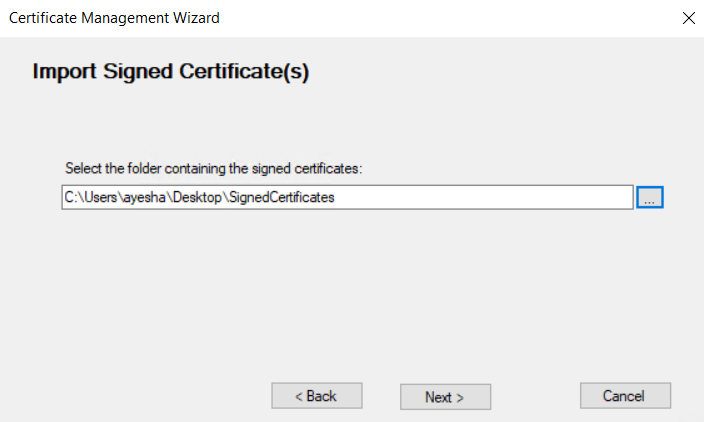 Certificate Management Wizard
Import Signed Certificate(s)
Select the folder containing the signed certificates:
C:\Users\ayesha\Desktop\SignedCertificates
...
< Back
Next >
Cancel